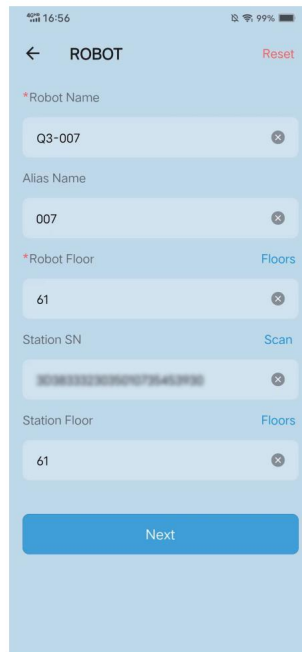 4G+B 16:56 99%
ROBOT Reset
*Robot Name
Q3-007
Alias Name
007
*Robot Floor Floors
61
Station SN Scan
Station Floor Floors
61
Next